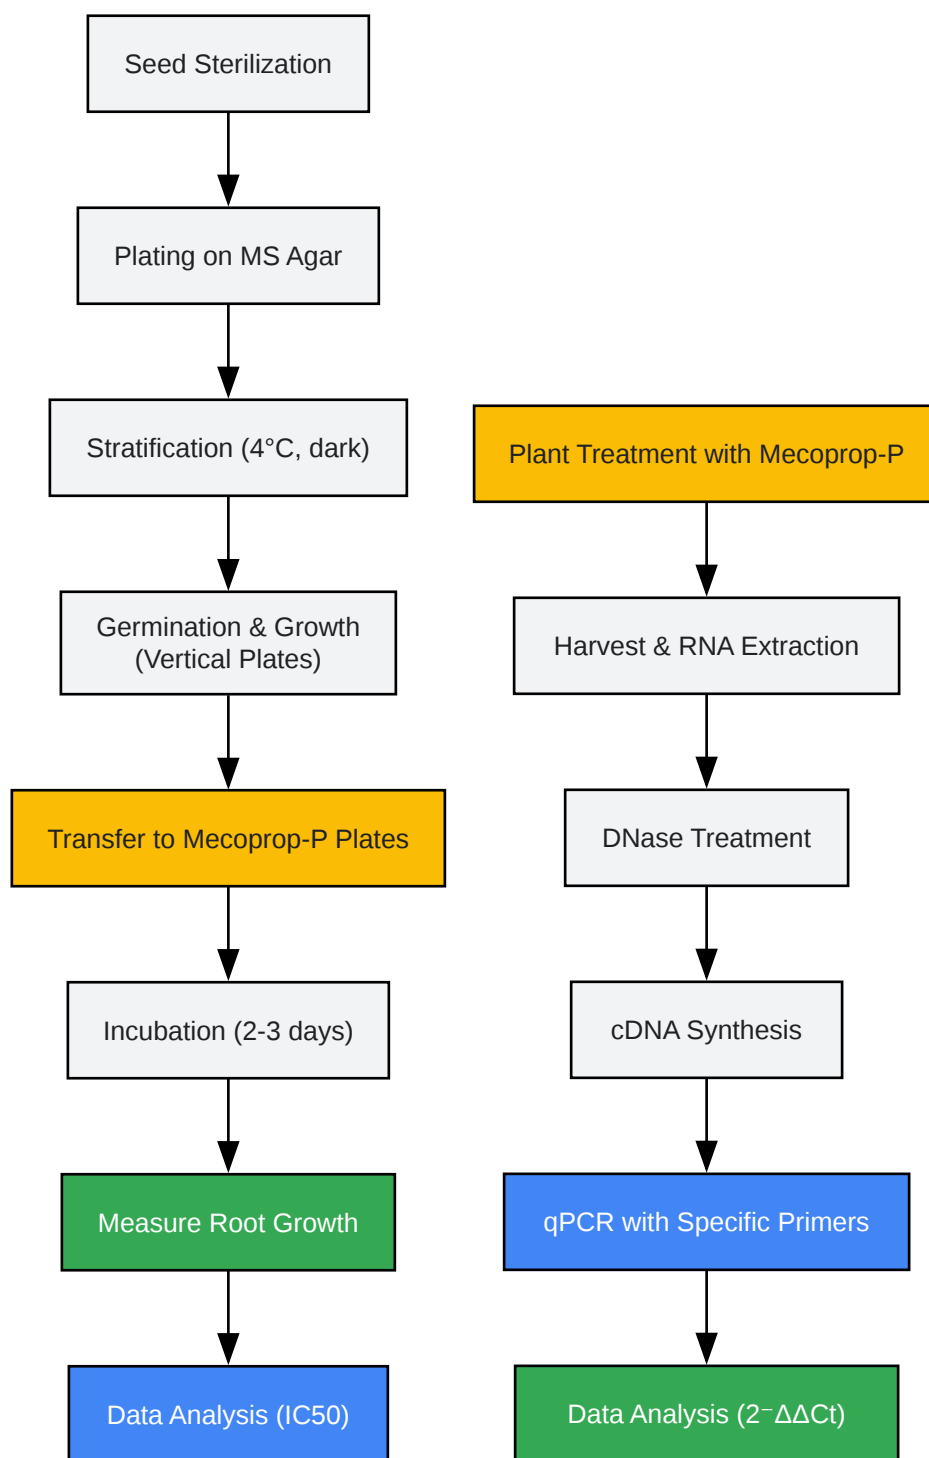 Seed Sterilization
Plating on MS Agar
Stratification (4°C, dark)
Germination & Growth
(Vertical Plates)
Transfer to Mecoprop-P Plates
Incubation (2-3 days)
Measure Root Growth
Data Analysis (IC50)
Plant Treatment with Mecoprop-P
Harvest & RNA Extraction
DNase Treatment
cDNA Synthesis
qPCR with Specific Primers
Data Analysis (2⁻ΔΔCt)